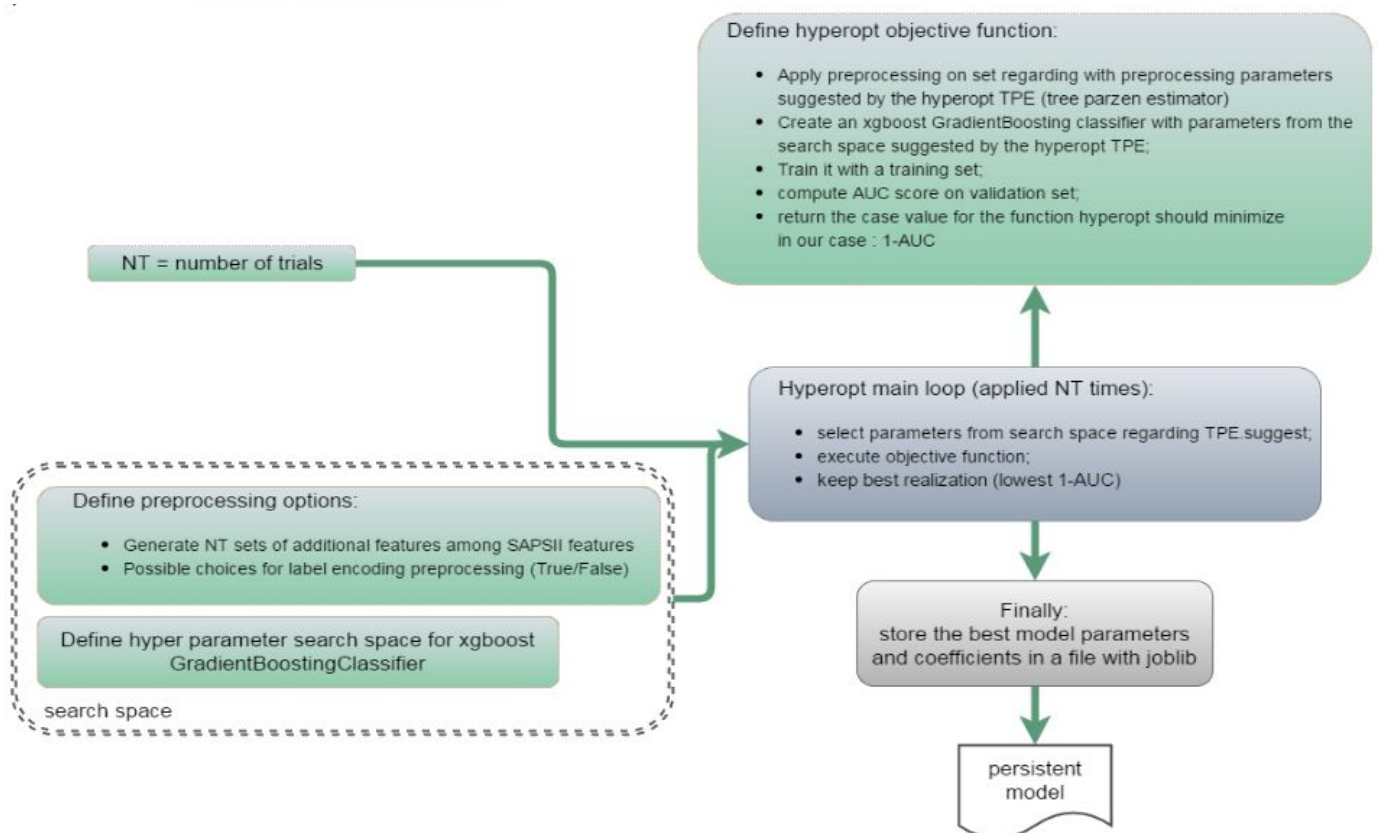 Define hyperopt objective function:
• Apply preprocessing on set regarding with preprocessing parameters
suggested by the hyperopt TPE (tree parzen estimator)
• Create an xgboost GradientBoosting classifier with parameters from the
search space suggested by the hyperopt TPE;
• Train it with a training set;
• compute AUC score on validation set;
• return the case value for the function hyperopt should minimize
in our case : 1-AUC
NT = number of trials
Hyperopt main loop (applied NT times):
• select parameters from search space regarding TPE.suggest;
• execute objective function;
• keep best realization (lowest 1-AUC)
Define preprocessing options:
• Generate NT sets of additional features among SAPSII features
• Possible choices for label encoding preprocessing (True/False)
Define hyper parameter search space for xgboost
GradientBoostingClassifier
search space
Finally:
store the best model parameters
and coefficients in a file with joblib
persistent
model